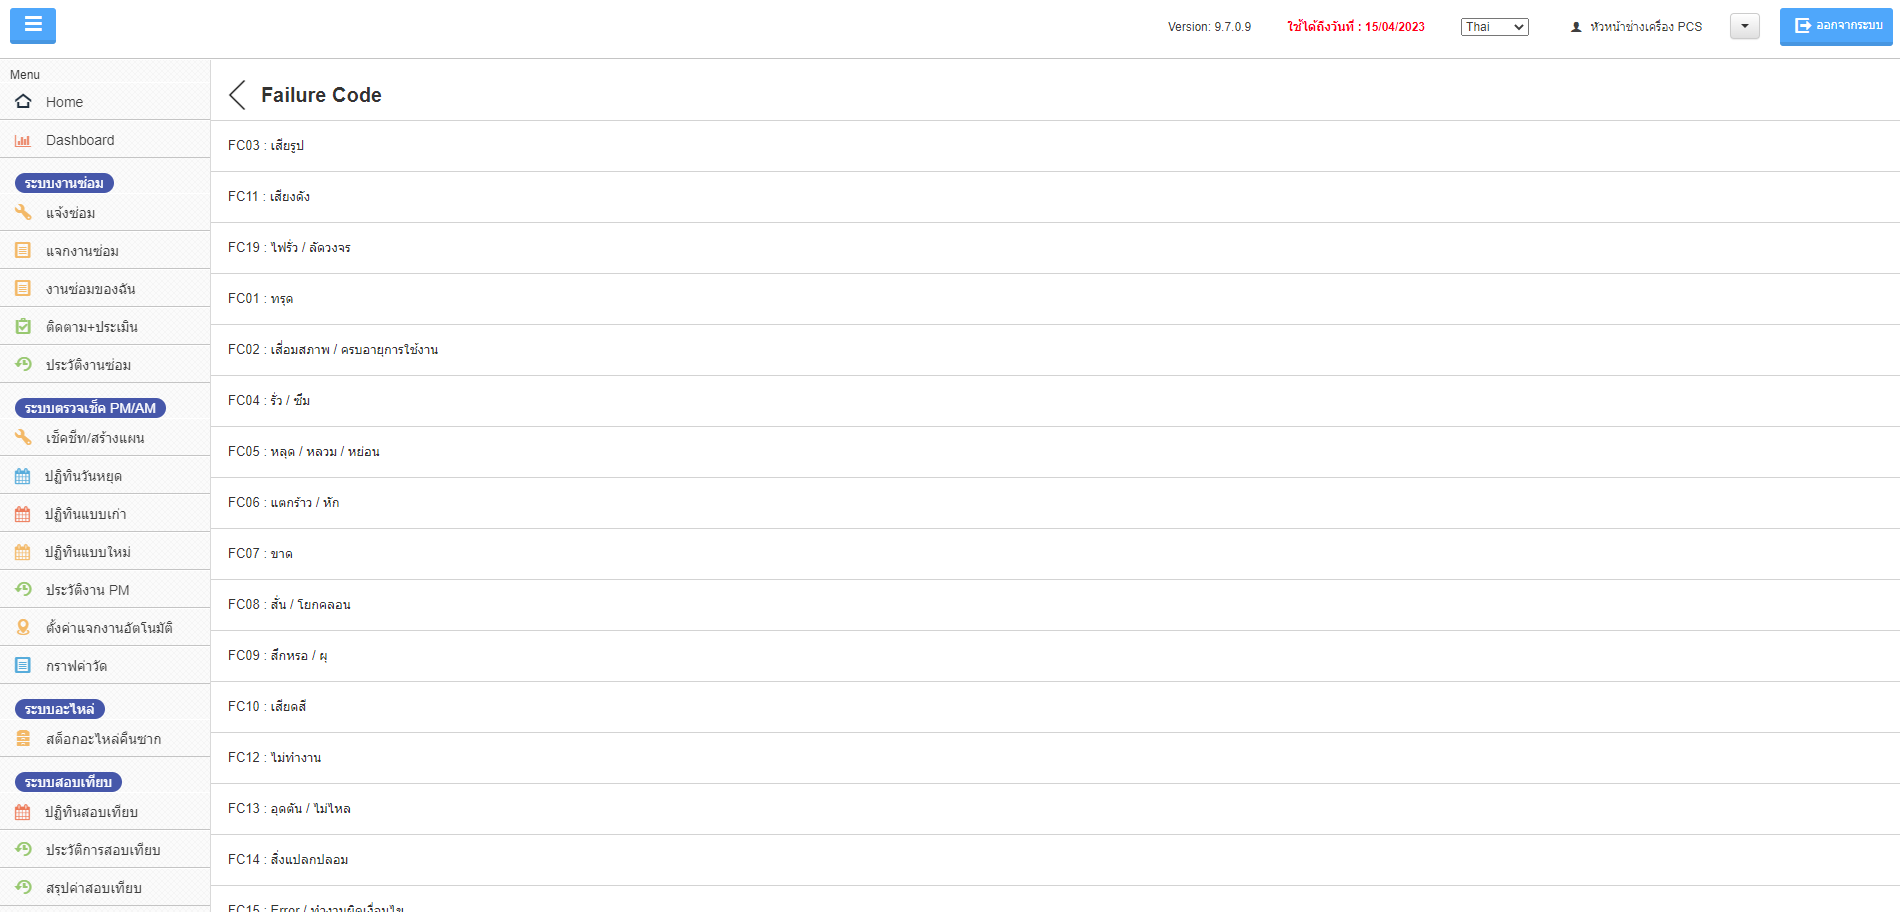 Version: 9.7.0.9
ใช้ได้ถึงวันที่ : 15/04/2023
Thai
หัวหน้าช่างเครื่อง PCS
ออกจากระบบ
Menu
Home
Dashboard
ระบบงานซ่อม
แจ้งซ่อม
แจกงานซ่อม
งานซ่อมของฉัน
ติดตาม+ประเมิน
ประวัติงานซ่อม
ระบบตรวจเช็ค PM/AM
เช็คชีท/สร้างแผน
ปฏิทินวันหยุด
ปฏิทินแบบเก่า
ปฏิทินแบบใหม่
ประวัติงาน PM
ตั้งค่าแจกงานอัตโนมัติ
กราฟค่าวัด
ระบบอะไหล่
สต็อกอะไหล่คืนซาก
ระบบสอบเทียบ
ปฏิทินสอบเทียบ
ประวัติการสอบเทียบ
สรุปค่าสอบเทียบ
Failure Code
FC03 : เสียรูป
FC11 : เสียงดัง
FC19 : ไฟรั่ว / ลัดวงจร
FC01 : ทรุด
FC02 : เสื่อมสภาพ / ครบอายุการใช้งาน
FC04 : รั่ว / ซึม
FC05 : หลุด / หลวม / หย่อน
FC06 : แตกร้าว / หัก
FC07 : ขาด
FC08 : สั่น / โยกคลอน
FC09 : สึกหรอ / ผุ
FC10 : เสียดสี
FC12 : ไม่ทำงาน
FC13 : อุดตัน / ไม่ไหล
FC14 : สิ่งแปลกปลอม
FC15 : Error / ทำงานผิดเงื่อนไข